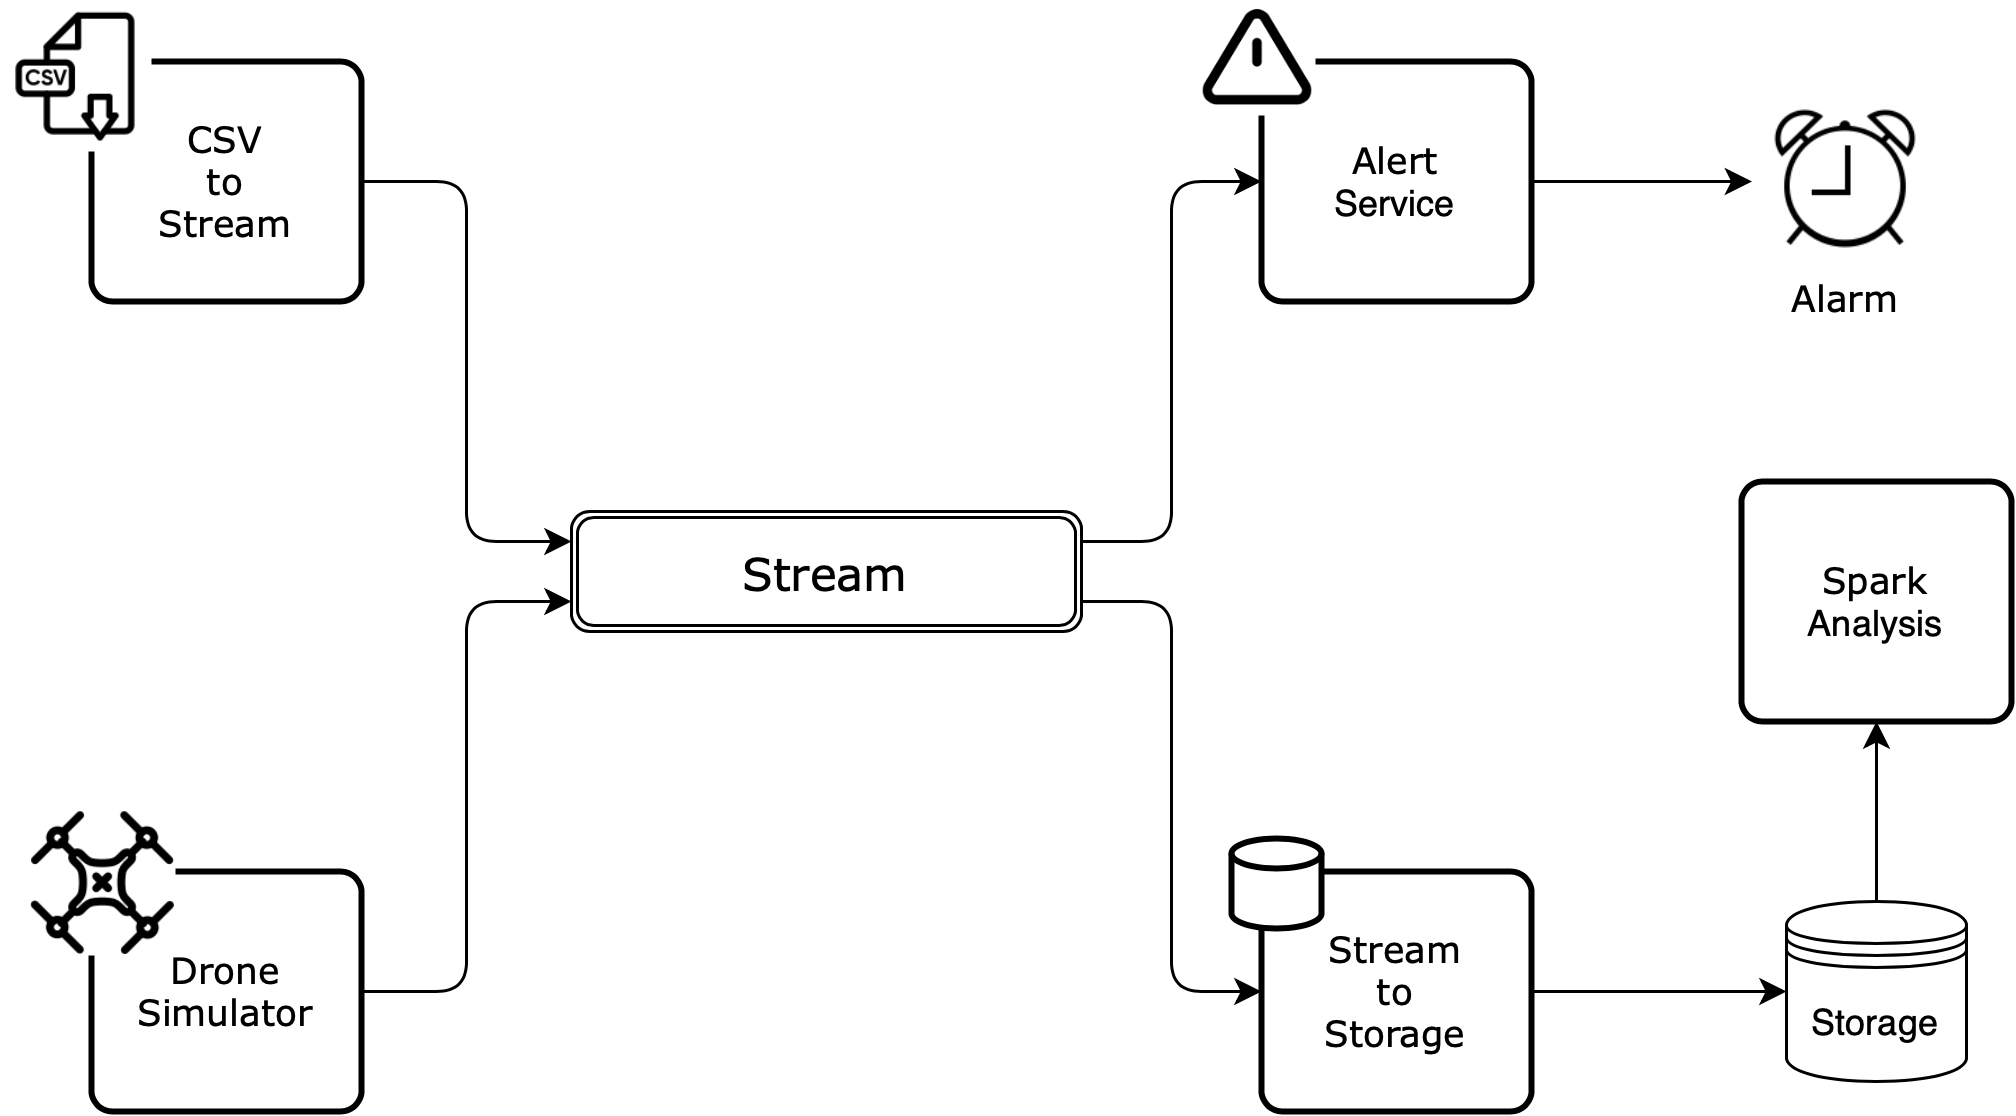 CSV
CSV
to
Stream
Alert
Service
Alarm
Stream
Spark
Analysis
Drone
Simulator
Stream
to
Storage
Storage